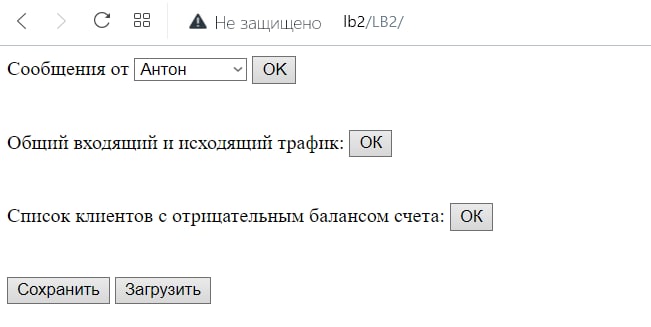 Не защищено lb2/LB2/
Сообщения от Антон OK
Общий входящий и исходящий трафик: OK
Список клиентов с отрицательным балансом счета: OK
Сохранить Загрузить